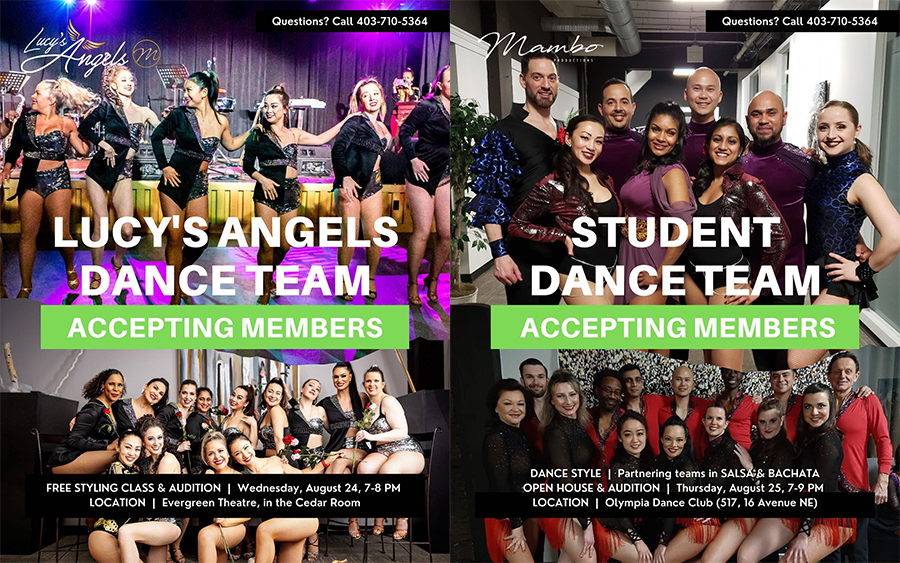 Questions? Call 403-710-5364
Lucy's
Angels
M
LUCY'S ANGELS
DANCE TEAM
ACCEPTING MEMBERS
FREE STYLING CLASS & AUDITION | Wednesday, August 24, 7-8 PM
LOCATION | Evergreen Theatre, in the Cedar Room
Questions? Call 403-710-5364
Mambo
PRODUCTIONS
STUDENT
DANCE TEAM
ACCEPTING MEMBERS
DANCE STYLE | Partnering teams in SALSA & BACHATA
OPEN HOUSE & AUDITION | Thursday, August 25, 7-9 PM
LOCATION | Olympia Dance Club (517, 16 Avenue NE)